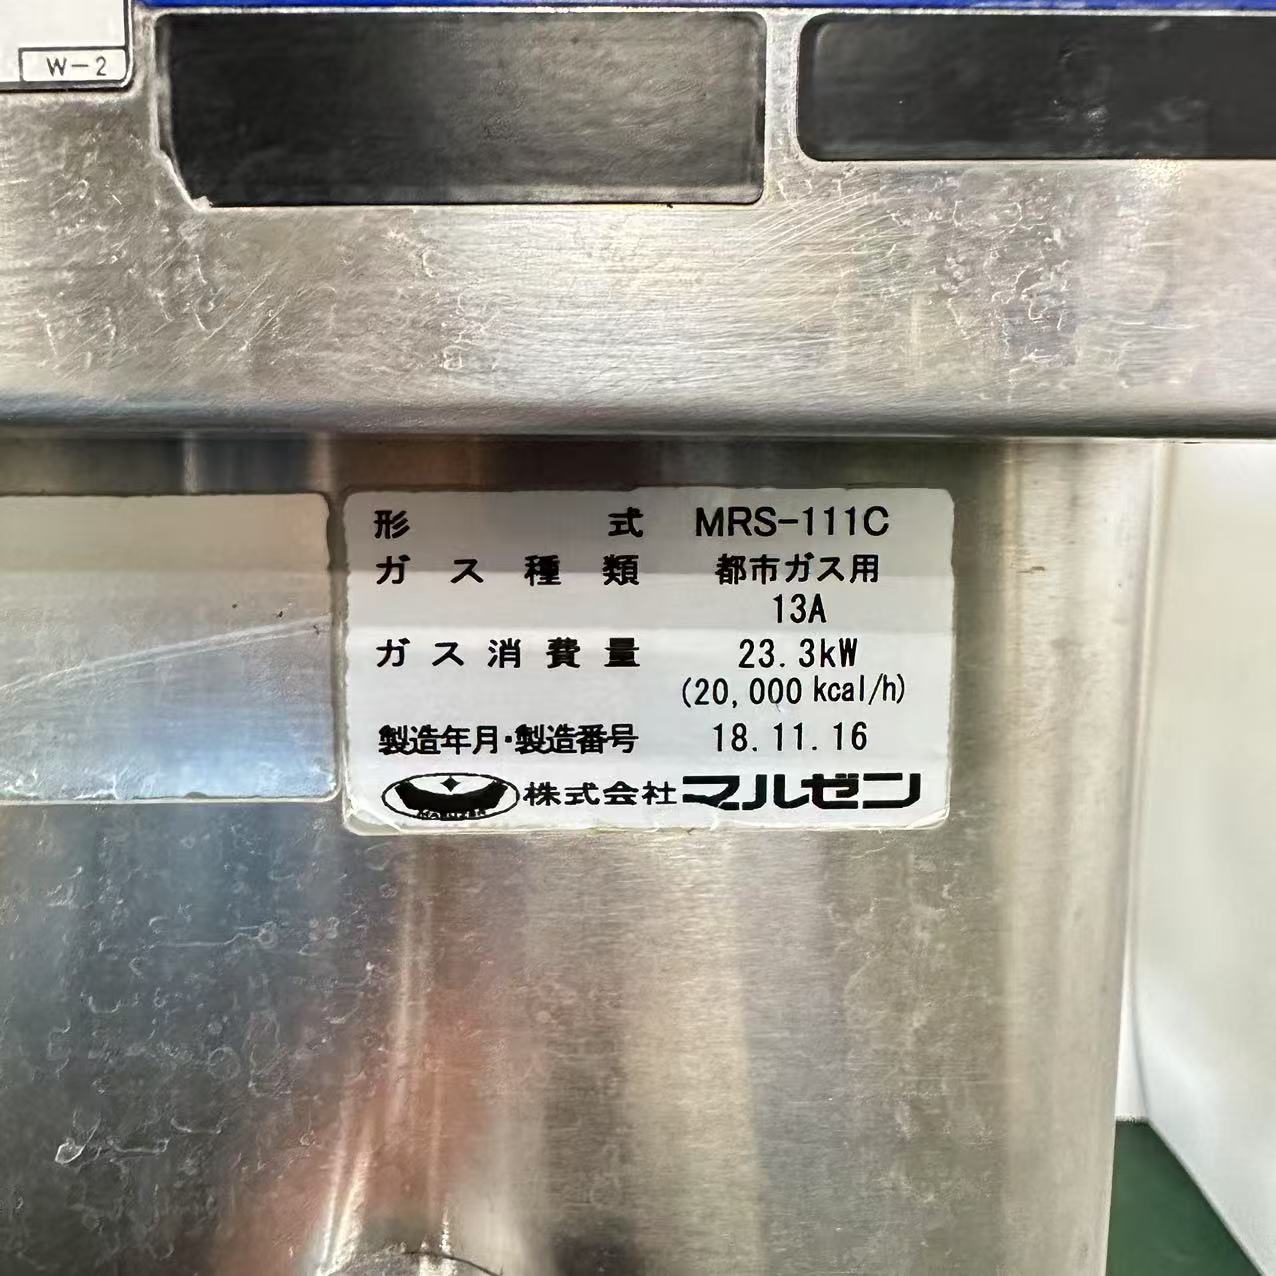 W-2
形式 MRS-111C
ガス種類 都市ガス用
13A
ガス消費量 23.3kW
(20,000 kcal/h)
製造年月・製造番号 18.11.16
MARUZEN 株式会社マルゼン